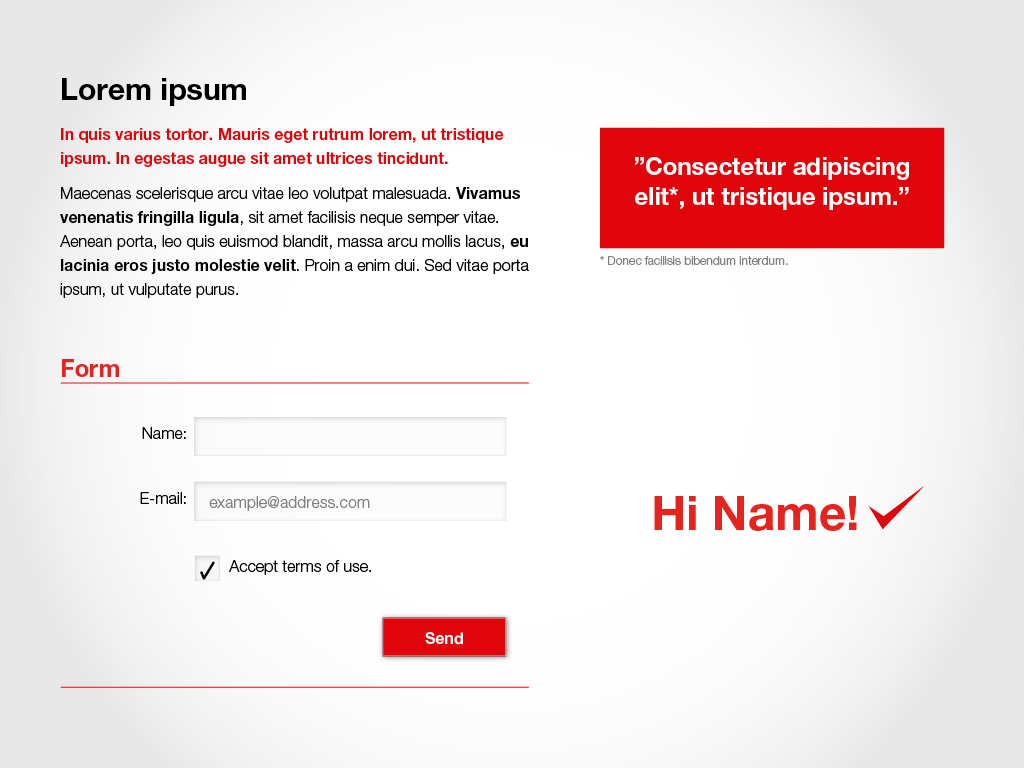 Lorem ipsum
In quis varius tortor. Mauris eget rutrum lorem, ut tristique
ipsum. In egestas augue sit amet ultrices tincidunt.
Maecenas scelerisque arcu vitae leo volutpat malesuada. Vivamus
venenatis fringilla ligula, sit amet facilisis neque semper vitae.
Aenean porta, leo quis euismod blandit, massa arcu mollis lacus, eu
lacinia eros justo molestie velit. Proin a enim dui. Sed vitae porta
ipsum, ut vulputate purus.
”Consectetur adipiscing
elit*, ut tristique ipsum.”
* Donec facilisis bibendum interdum.
Form
Name:
E-mail: example@address.com
Accept terms of use.
Send
Hi Name!